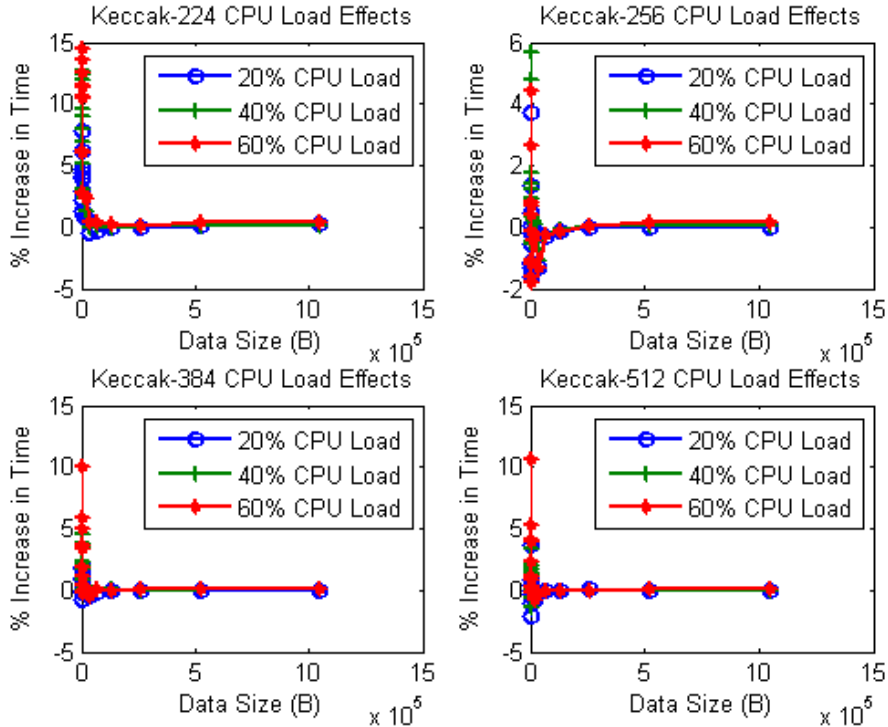 Keccak-224 CPU Load Effects
15
10
5
0
-5
% Increase in Time
20% CPU Load
40% CPU Load
60% CPU Load
0
5
10
15
Data Size (B)
x 10^5
Keccak-256 CPU Load Effects
6
4
2
0
-2
% Increase in Time
20% CPU Load
40% CPU Load
60% CPU Load
0
5
10
15
Data Size (B)
x 10^5
Keccak-384 CPU Load Effects
15
10
5
0
-5
% Increase in Time
20% CPU Load
40% CPU Load
60% CPU Load
0
5
10
15
Data Size (B)
x 10^5
Keccak-512 CPU Load Effects
15
10
5
0
-5
% Increase in Time
20% CPU Load
40% CPU Load
60% CPU Load
0
5
10
15
Data Size (B)
x 10^5